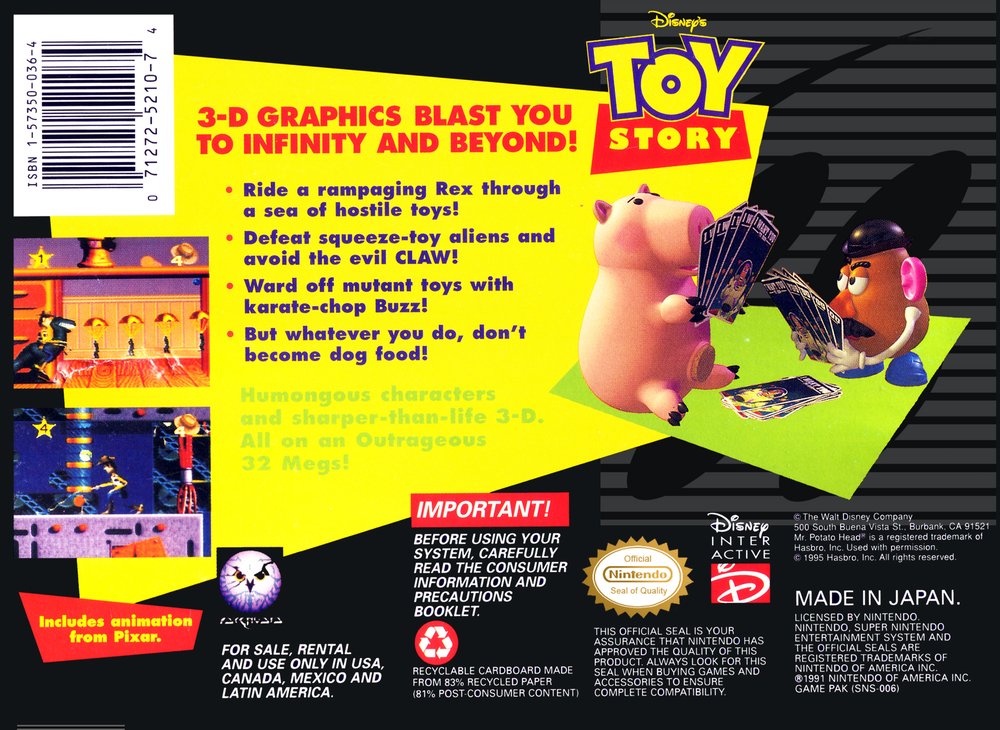 ISBN 1-57350-036-4
0 71272-5210-7 4
DISNEY'S
TOY
STORY
3-D GRAPHICS BLAST YOU
TO INFINITY AND BEYOND!
• Ride a rampaging Rex through
a sea of hostile toys!
• Defeat squeeze-toy aliens and
avoid the evil CLAW!
• Ward off mutant toys with
karate-chop Buzz!
• But whatever you do, don't
become dog food!
Humongous characters
and sharper-than-life 3-D.
All on an Outrageous
32 Megs!
1
4
4
Includes animation
from Pixar.
FOR SALE, RENTAL
AND USE ONLY IN USA,
CANADA, MEXICO AND
LATIN AMERICA.
IMPORTANT!
BEFORE USING YOUR
SYSTEM, CAREFULLY
READ THE CONSUMER
INFORMATION AND
PRECAUTIONS
BOOKLET.
RECYCLABLE CARDBOARD MADE
FROM 83% RECYCLED PAPER
(81% POST-CONSUMER CONTENT)
Official
Nintendo
Seal of Quality
THIS OFFICIAL SEAL IS YOUR
ASSURANCE THAT NINTENDO HAS
APPROVED THE QUALITY OF THIS
PRODUCT. ALWAYS LOOK FOR THIS
SEAL WHEN BUYING GAMES AND
ACCESSORIES TO ENSURE
COMPLETE COMPATIBILITY.
DISNEY
INTER
ACTIVE
© The Walt Disney Company
500 South Buena Vista St., Burbank, CA 91521
Mr. Potato Head® is a registered trademark of
Hasbro, Inc. Used with permission.
© 1995 Hasbro, Inc. All rights reserved.
MADE IN JAPAN.
LICENSED BY NINTENDO.
NINTENDO, SUPER NINTENDO
ENTERTAINMENT SYSTEM AND
THE OFFICIAL SEALS ARE
REGISTERED TRADEMARKS OF
NINTENDO OF AMERICA INC.
®1991 NINTENDO OF AMERICA INC.
GAME PAK (SNS-006)